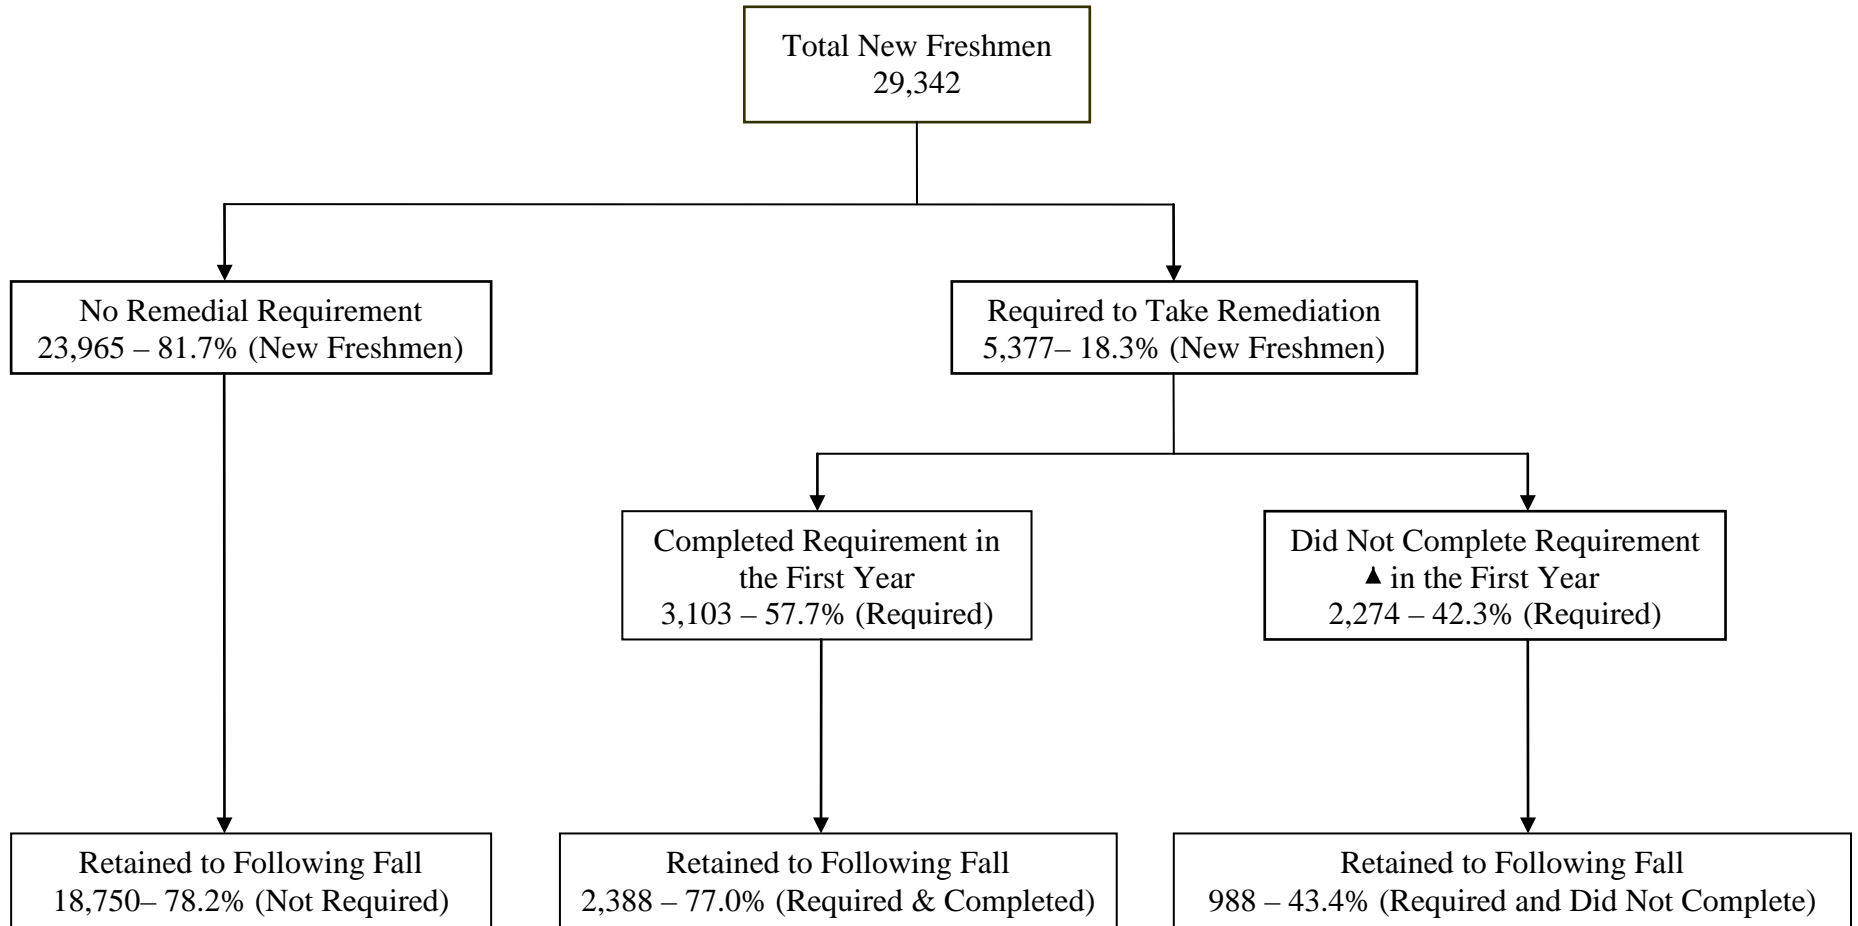 Total New Freshmen
29,342
No Remedial Requirement
23,965 – 81.7% (New Freshmen)
Required to Take Remediation
5,377– 18.3% (New Freshmen)
Completed Requirement in
the First Year
3,103 – 57.7% (Required)
Did Not Complete Requirement
in the First Year
2,274 – 42.3% (Required)
Retained to Following Fall
18,750– 78.2% (Not Required)
Retained to Following Fall
2,388 – 77.0% (Required & Completed)
Retained to Following Fall
988 – 43.4% (Required and Did Not Complete)